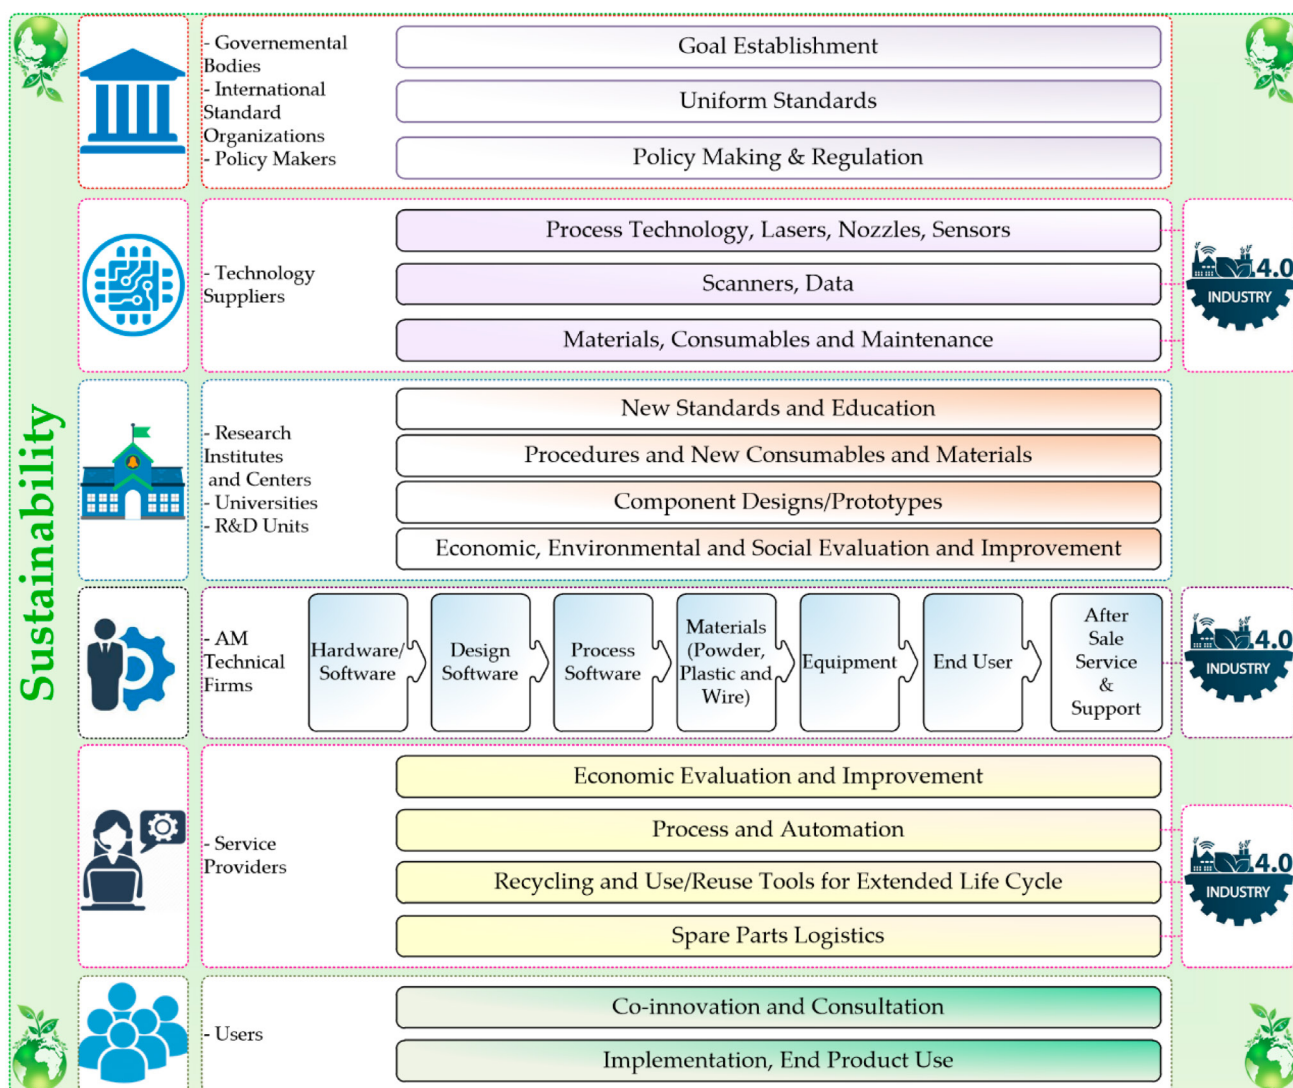 Sustainability
- Governemental
Bodies
- International
Standard
Organizations
- Policy Makers
Goal Establishment
Uniform Standards
Policy Making & Regulation
- Technology
Suppliers
Process Technology, Lasers, Nozzles, Sensors
Scanners, Data
Materials, Consumables and Maintenance
4.0
INDUSTRY
- Research
Institutes
and Centers
- Universities
- R&D Units
New Standards and Education
Procedures and New Consumables and Materials
Component Designs/Prototypes
Economic, Environmental and Social Evaluation and Improvement
- AM
Technical
Firms
Hardware/
Software
Design
Software
Process
Software
Materials
(Powder,
Plastic and
Wire)
Equipment
End User
After
Sale
Service
&
Support
4.0
INDUSTRY
- Service
Providers
Economic Evaluation and Improvement
Process and Automation
Recycling and Use/Reuse Tools for Extended Life Cycle
Spare Parts Logistics
4.0
INDUSTRY
- Users
Co-innovation and Consultation
Implementation, End Product Use